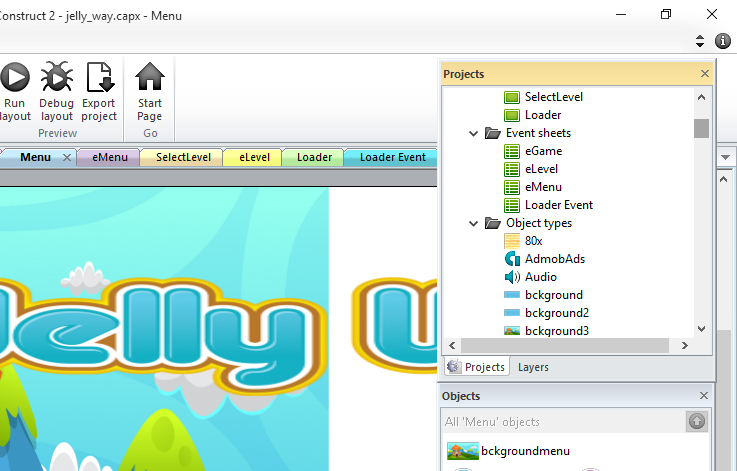 Construct 2 - jelly_way.capx - Menu
Run layout
Debug layout
Export project
Start Page
Preview
Go
Menu
eMenu
SelectLevel
eLevel
Loader
Loader Event
Jelly
Projects
SelectLevel
Loader
Event sheets
eGame
eLevel
eMenu
Loader Event
Object types
80x
AdmobAds
Audio
bckground
bckground2
bckground3
Projects
Layers
Objects
All 'Menu' objects
bckgroundmenu